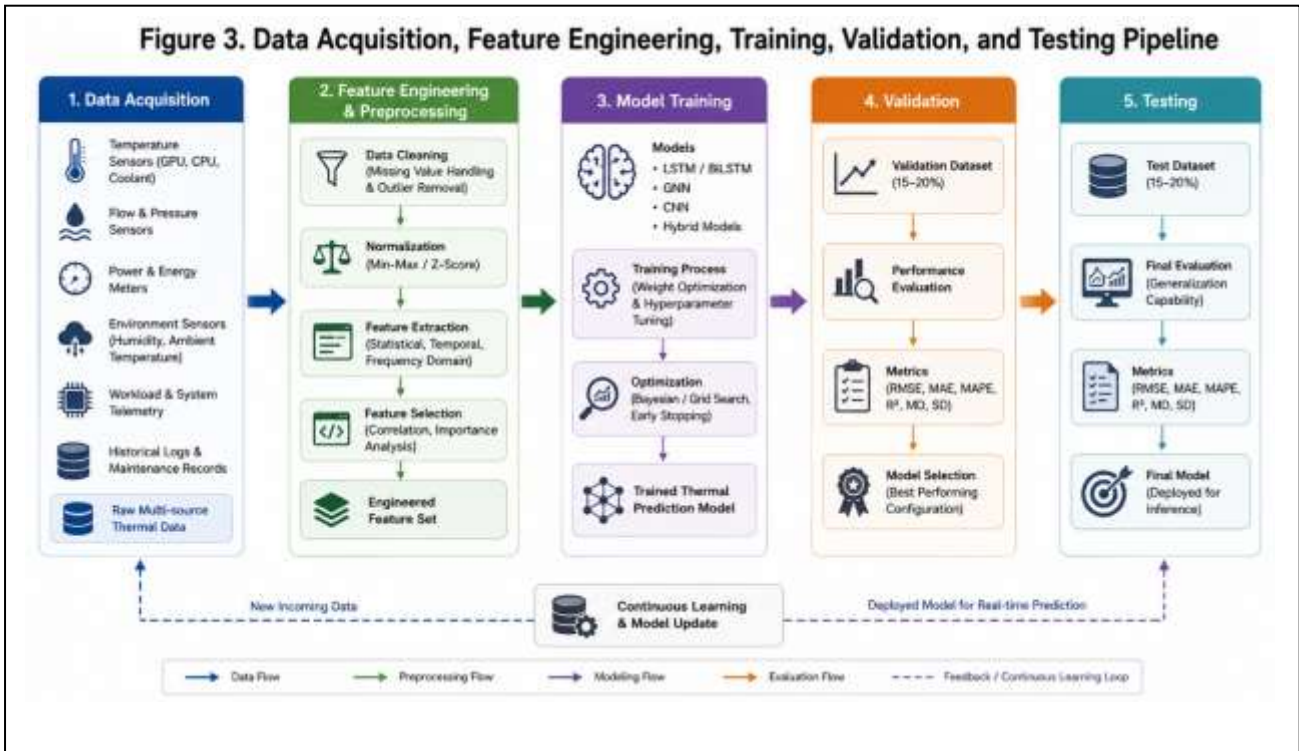 Figure 3. Data Acquisition, Feature Engineering, Training, Validation, and Testing Pipeline
1. Data Acquisition
Temperature
Sensors (GPU, CPU,
Coolant)
Flow & Pressure
Sensors
Power & Energy
Meters
Environment Sensors
(Humidity, Ambient
Temperature)
Workload & System
Telemetry
Historical Logs &
Maintenance Records
Raw Multi-source
Thermal Data
2. Feature Engineering
& Preprocessing
Data Cleaning
(Missing Value Handling
& Outlier Removal)
Normalization
(Min-Max / Z-Score)
Feature Extraction
(Statistical, Temporal,
Frequency Domain)
Feature Selection
(Correlation, Importance
Analysis)
Engineered
Feature Set
3. Model Training
Models
• LSTM / BiLSTM
• GNN
• CNN
• Hybrid Models
Training Process
(Weight Optimization
& Hyperparameter
Tuning)
Optimization
(Bayesian / Grid Search,
Early Stopping)
Trained Thermal
Prediction Model
4. Validation
Validation Dataset
(15–20%)
Performance
Evaluation
Metrics
(RMSE, MAE, MAPE,
R², MD, SD)
Model Selection
(Best Performing
Configuration)
5. Testing
Test Dataset
(15–20%)
Final Evaluation
(Generalization
Capability)
Metrics
(RMSE, MAE, MAPE,
R², MD, SD)
Final Model
(Deployed for
Inference)
New Incoming Data
Continuous Learning
& Model Update
Deployed Model for Real-time Prediction
Data Flow
Preprocessing Flow
Modeling Flow
Evaluation Flow
Feedback / Continuous Learning Loop